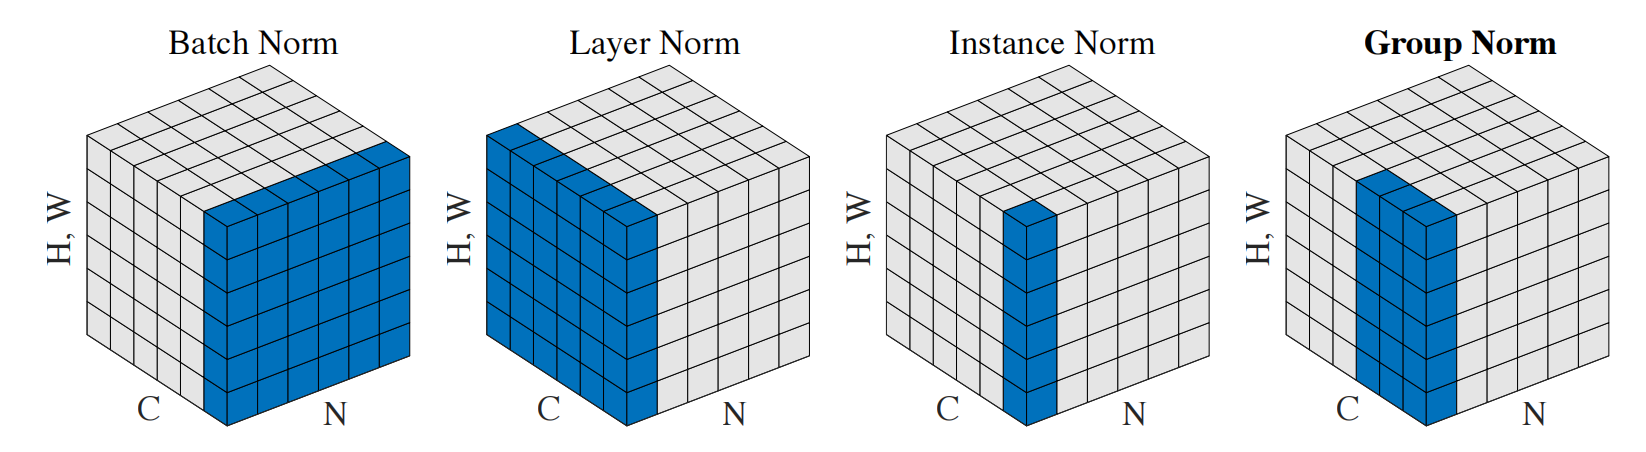 Batch Norm
Layer Norm
Instance Norm
Group Norm
H, W
C
N
H, W
C
N
H, W
C
N
H, W
C
N